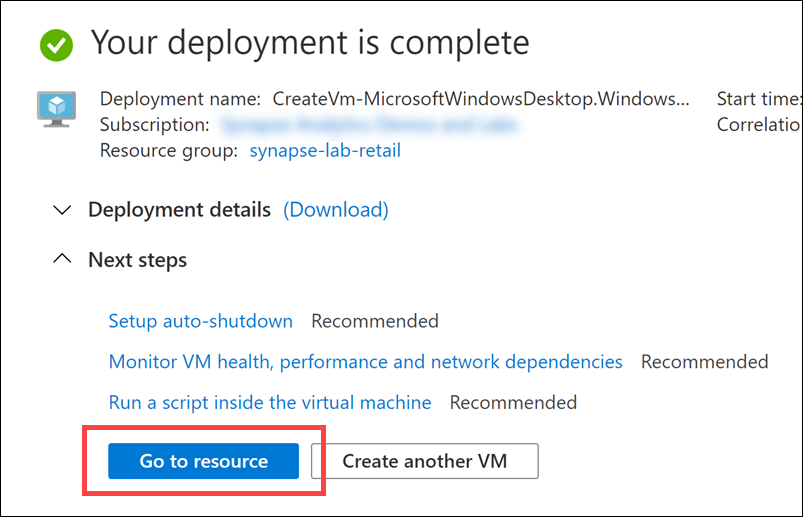 Your deployment is complete
Deployment name: CreateVm-MicrosoftWindowsDesktop.Windows... Start time:
Subscription: Correlatio
Resource group: synapse-lab-retail
Deployment details (Download)
Next steps
Setup auto-shutdown Recommended
Monitor VM health, performance and network dependencies Recommended
Run a script inside the virtual machine Recommended
Go to resource Create another VM